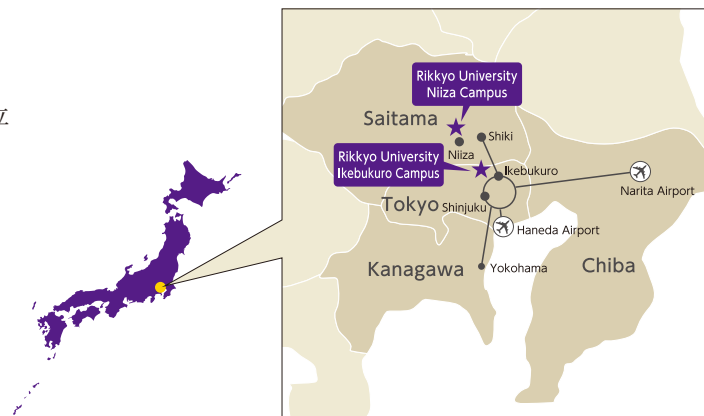 立
Rikkyo University
Niiza Campus
Saitama
Shiki
Niiza
Rikkyo University
Ikebukuro Campus
Ikebukuro
Narita Airport
Tokyo
Shinjuku
Haneda Airport
Kanagawa
Yokohama
Chiba